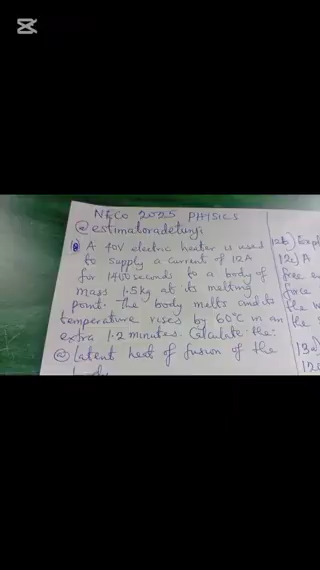 NECO 2025 PHYSICS
@estimatoradetunji
A 40V electric heater is used
to supply a current of 12A
for 1400 seconds to a body of
mass 1.5kg at its melting
point. The body melts and its
temperature rises by 60°C in an
extra 1.2 minutes. Calculate the:
(a) Latent heat of fusion of the
body
12b) Expl
12c) A
free
force
the w
the
13a)